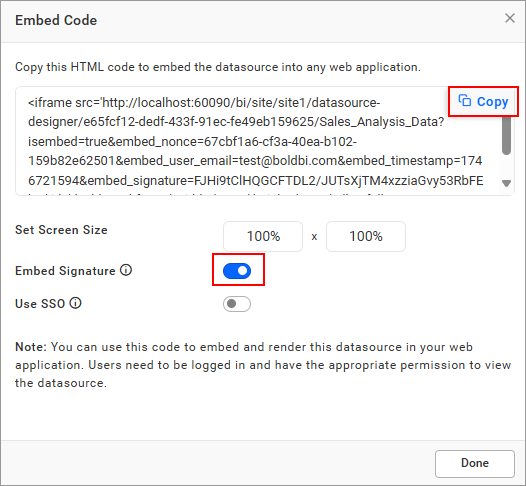 Embed Code
Copy this HTML code to embed the datasource into any web application.
<iframe src='http://localhost:60090/bi/site/site1/datasource-
Copy
designer/e65fcf12-dedf-433f-91ec-fe49eb159625/Sales_Analysis_Data?
isembed=true&embed_nonce=67cbf1a6-cf3a-40ea-b102-
159b82e62501&embed_user_email=test@boldbi.com&embed_timestamp=174
6721594&embed_signature=FJHi9tClHQGCFTDL2/JUTsXjTM4xzziaGvy53RbFE
Set Screen Size
100% x 100%
Embed Signature
Use SSO
Note: You can use this code to embed and render this datasource in your web
application. Users need to be logged in and have the appropriate permission to view
the datasource.
Done